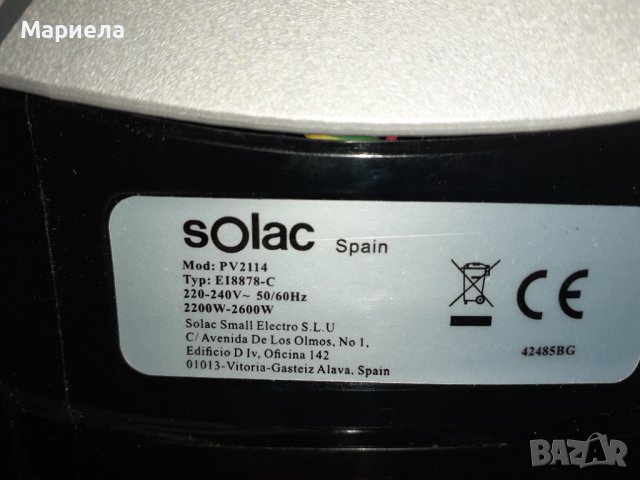 Мариела
solac Spain
Mod: PV2114
Typ: EI8878-C
220-240V~ 50/60Hz
2200W-2600W
Solac Small Electro S.L.U
C/ Avenida De Los Olmos, No 1,
Edificio D Iv, Oficina 142
01013-Vitoria-Gasteiz Alava. Spain
CE
42485BG
BAZAR